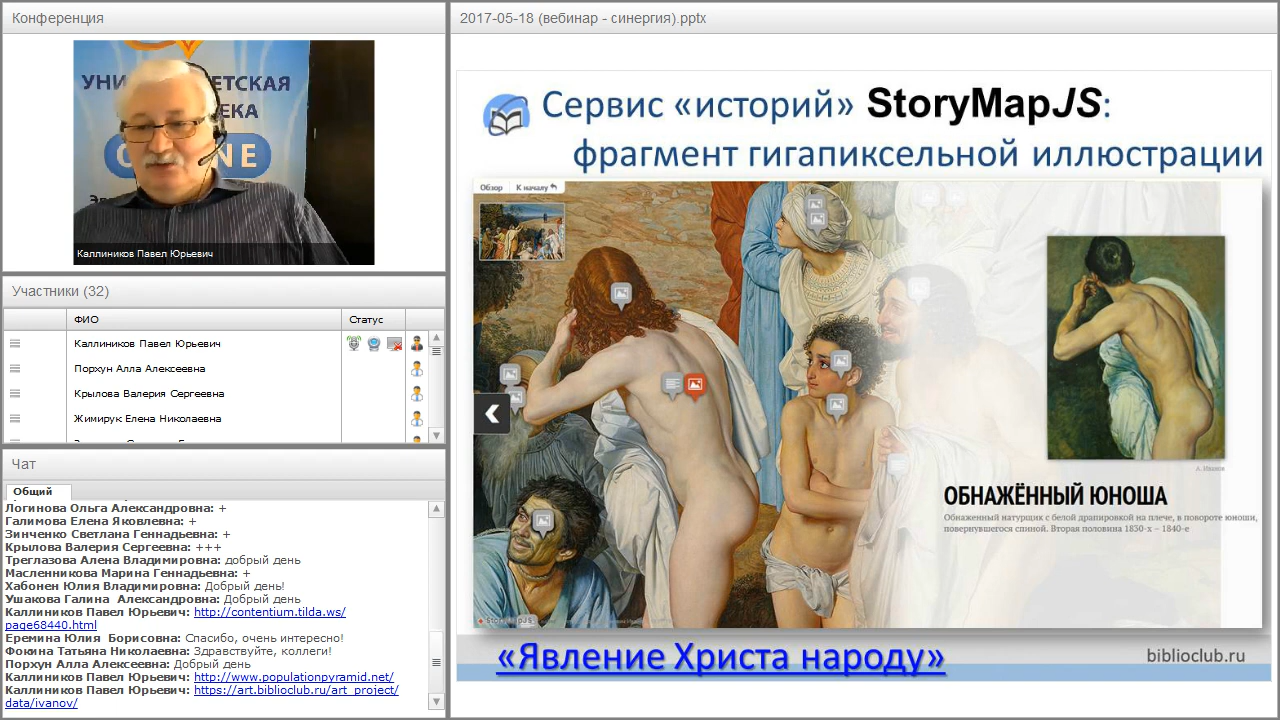 Конференция
УНИ
ЕТСКАЯ
ЕКА
NE
Каллиников Павел Юрьевич
Участники (32)
ФИО
Статус
Каллиников Павел Юрьевич
Порхун Алла Алексеевна
Крылова Валерия Сергеевна
Жимирук Елена Николаевна
Чат
Общий
Логинова Ольга Александровна: +
Галимова Елена Яковлевна: +
Зинченко Светлана Геннадьевна: +
Крылова Валерия Сергеевна: +++
Треглазова Алена Владимировна: добрый день
Масленникова Марина Геннадьевна: +
Хабонен Юлия Владимировна: Добрый день!
Ушакова Галина Александровна: Добрый день
Каллиников Павел Юрьевич: http://contentium.tilda.ws/
page68440.html
Еремина Юлия Борисовна: Спасибо, очень интересно!
Фокина Татьяна Николаевна: Здравствуйте, коллеги!
Порхун Алла Алексеевна: Добрый день
Каллиников Павел Юрьевич: http://www.populationpyramid.net/
Каллиников Павел Юрьевич: https://art.biblioclub.ru/art_project/
data/ivanov/
2017-05-18 (вебинар - синергия).pptx
Сервис «историй» StoryMapJS:
фрагмент гигапиксельной иллюстрации
Обзор
К началу
А. Иванов
ОБНАЖЁННЫЙ ЮНОША
Обнаженный натурщик с белой драпировкой на плече, в повороте юноши,
повернувшегося спиной. Вторая половина 1830-х – 1840-е
StoryMapJS
«Явление Христа народу»
biblioclub.ru